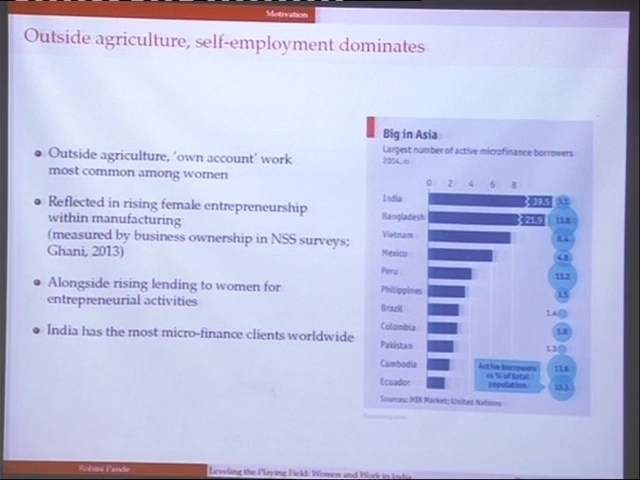 Motivation
Outside agriculture, self-employment dominates
Outside agriculture, 'own account' work
most common among women
Reflected in rising female entrepreneurship
within manufacturing
(measured by business ownership in NSS surveys;
Ghani, 2013)
Alongside rising lending to women for
entrepreneurial activities
India has the most micro-finance clients worldwide
Big in Asia
Largest number of active microfinance borrowers
2014, m
0 2 4 6 8
India 39.5
Bangladesh 21.9 13.8
Vietnam 8.4
Mexico 4.8
Peru 13.2
Philippines 3.5
Brazil 1.4
Colombia 5.8
Pakistan 1.3
Cambodia 13.6
Ecuador 10.3
Active borrowers
as % of total
population
Sources: MIX Market; United Nations
Economist.com
Rohini Pande
Leveling the Playing Field: Women and Work in India